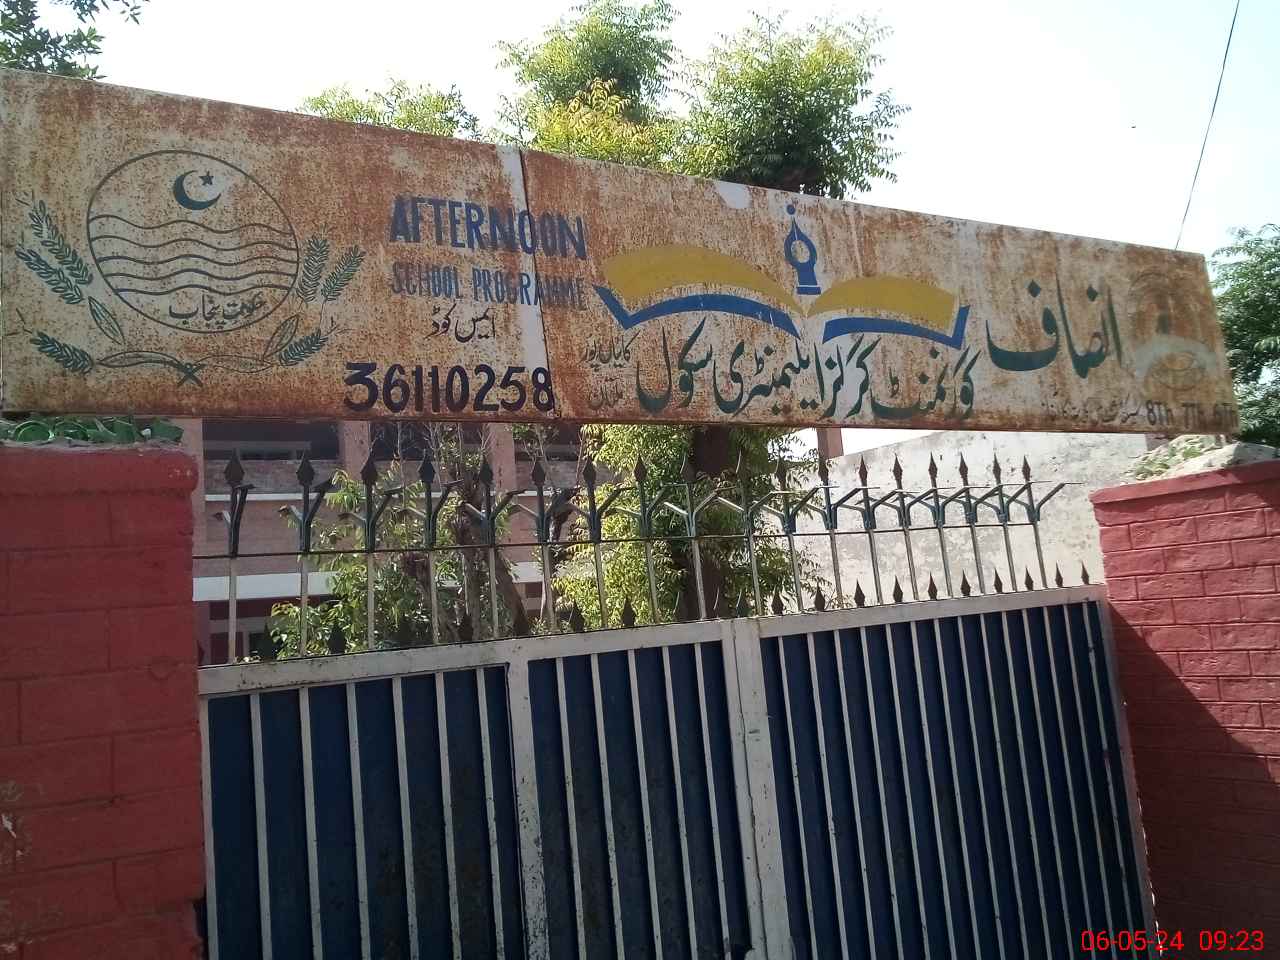 حکومت پنجاب
AFTERNOON
SCHOOL PROGRAMME
ایمس کوڈ
36110258
انصاف
گورنمنٹ گرلز ایلیمنٹری سکول
ملتان
8Th 7Th 6Th
06-05-24 09:23